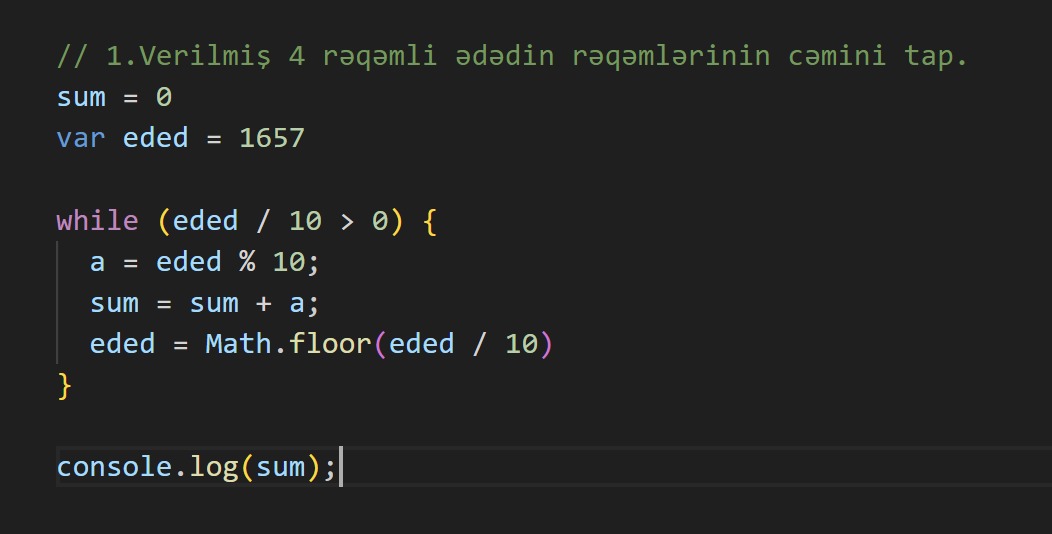 // 1.Verilmiş 4 rəqəmli ədədin rəqəmlərinin cəmini tap.
sum = 0
var eded = 1657
while (eded / 10 > 0) {
a = eded % 10;
sum = sum + a;
eded = Math.floor(eded / 10)
}
console.log(sum);